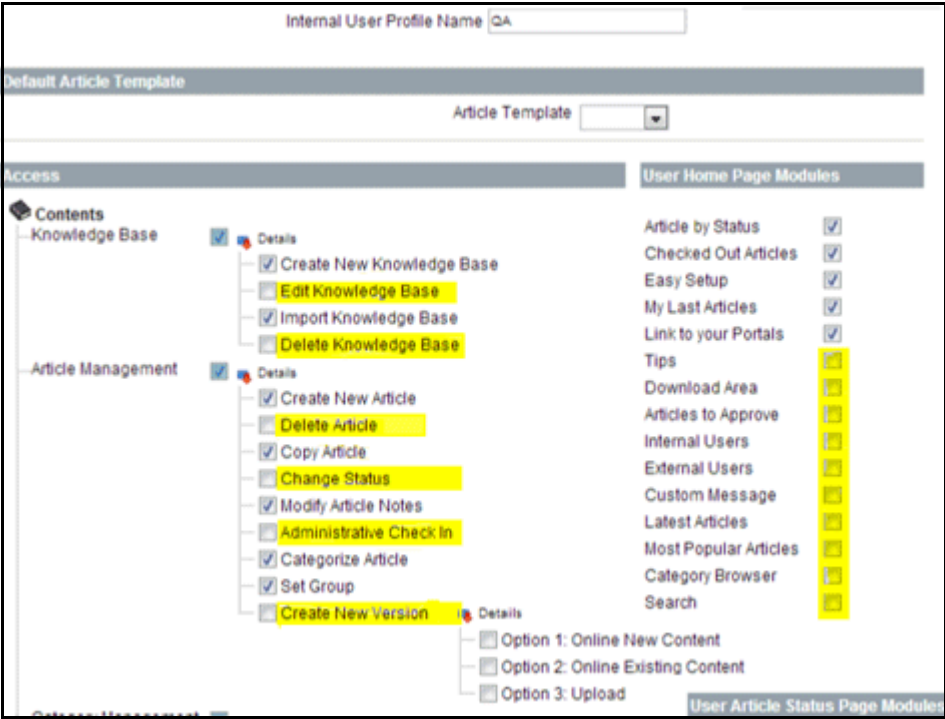 Internal User Profile Name QA
Default Article Template
Article Template
Access
Contents
Knowledge Base
Details
Create New Knowledge Base
Edit Knowledge Base
Import Knowledge Base
Delete Knowledge Base
Article Management
Details
Create New Article
Delete Article
Copy Article
Change Status
Modify Article Notes
Administrative Check In
Categorize Article
Set Group
Create New Version
Details
Option 1: Online New Content
Option 2: Online Existing Content
Option 3: Upload
User Home Page Modules
Article by Status
Checked Out Articles
Easy Setup
My Last Articles
Link to your Portals
Tips
Download Area
Articles to Approve
Internal Users
External Users
Custom Message
Latest Articles
Most Popular Articles
Category Browser
Search
User Article Status Page Modules